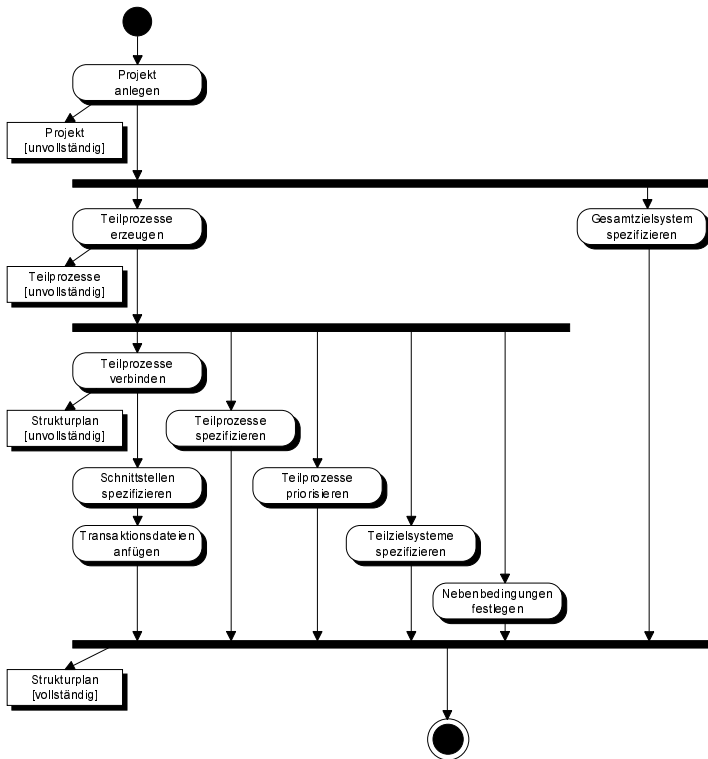 Projekt
anlegen
Projekt
[unvollständig]
Teilprozesse
erzeugen
Gesamtzielsystem
spezifizieren
Teilprozesse
[unvollständig]
Teilprozesse
verbinden
Strukturplan
[unvollständig]
Teilprozesse
spezifizieren
Schnittstellen
spezifizieren
Teilprozesse
priorisieren
Transaktionsdateien
anfügen
Teilzielsysteme
spezifizieren
Nebenbedingungen
festlegen
Strukturplan
[vollständig]